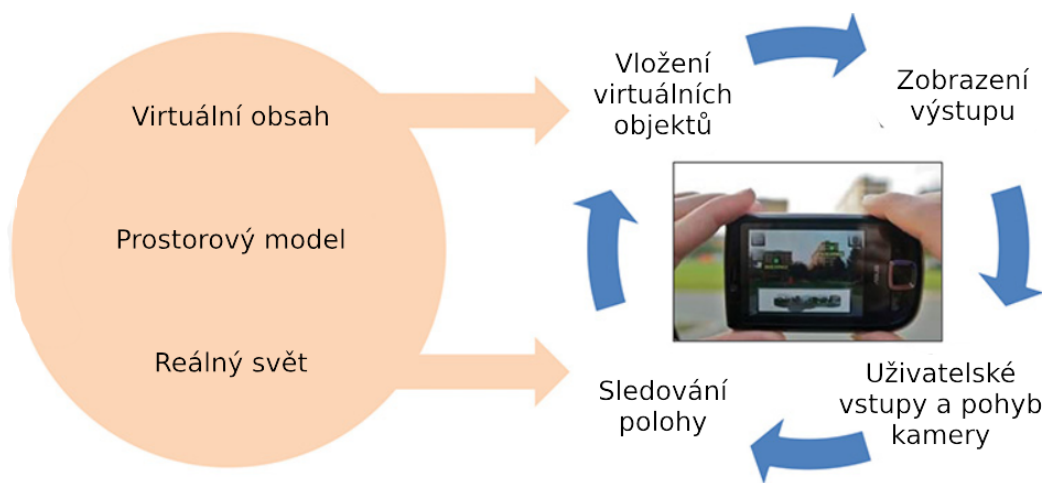 Virtuální obsah
Prostorový model
Reálný svět
Vložení
virtuálních
objektů
Zobrazení
výstupu
Uživatelské
vstupy a pohyb
kamery
Sledování
polohy